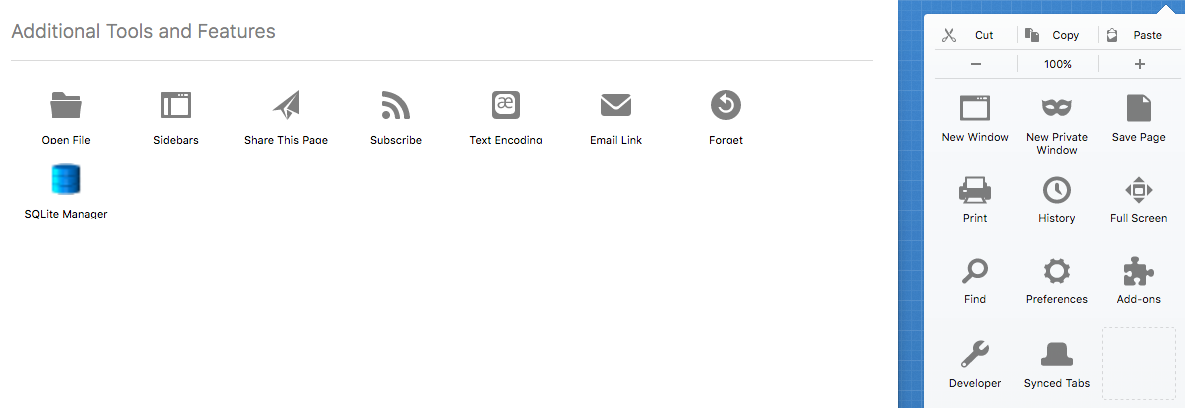 Additional Tools and Features
Open File
Sidebars
Share This Page
Subscribe
Text Encoding
Email Link
Forget
SQLite Manager
Cut
Copy
Paste
100%
New Window
New Private
Window
Save Page
Print
History
Full Screen
Find
Preferences
Add-ons
Developer
Synced Tabs